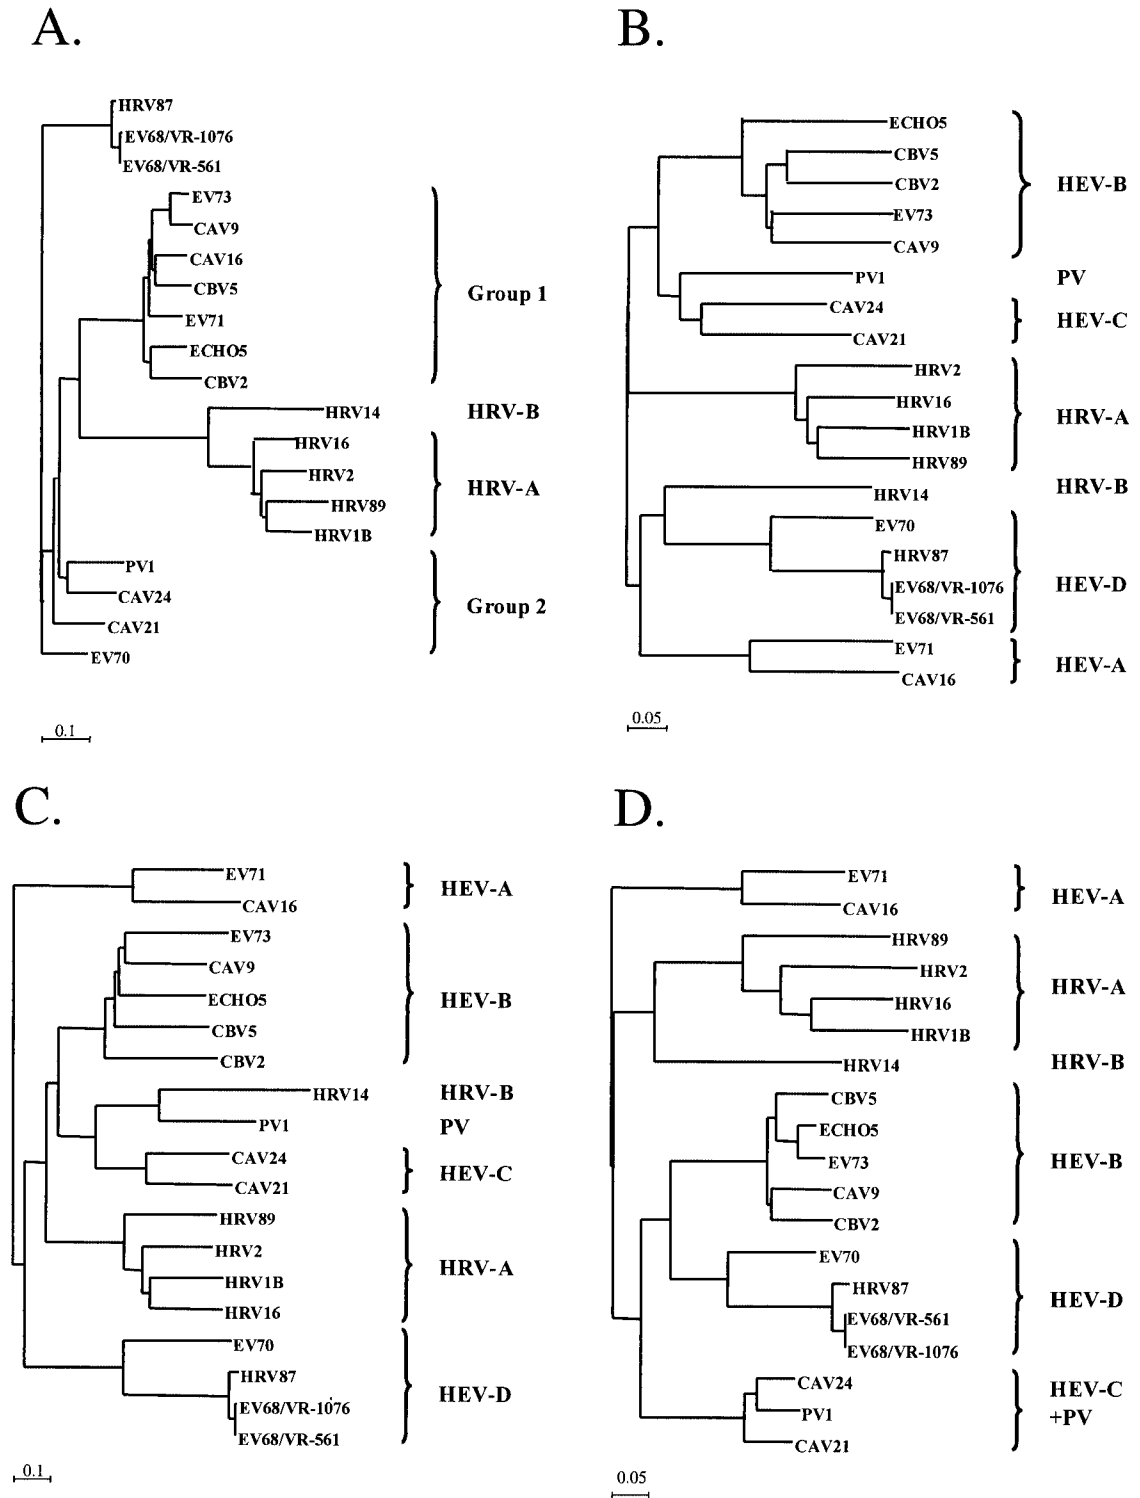 A.
HRV87
EV68/VR-1076
EV68/VR-561
EV73
CAV9
CAV16
CBV5
EV71
ECHO5
CBV2
HRV14
HRV16
HRV2
HRV89
HRV1B
PV1
CAV24
CAV21
EV70
Group 1
HRV-B
HRV-A
Group 2
0.1
B.
ECHO5
CBV5
CBV2
EV73
CAV9
PV1
CAV24
CAV21
HRV2
HRV16
HRV1B
HRV89
HRV14
EV70
HRV87
EV68/VR-1076
EV68/VR-561
EV71
CAV16
HEV-B
PV
HEV-C
HRV-A
HRV-B
HEV-D
HEV-A
0.05
C.
EV71
CAV16
EV73
CAV9
ECHO5
CBV5
CBV2
HRV14
PV1
CAV24
CAV21
HRV89
HRV2
HRV1B
HRV16
EV70
HRV87
EV68/VR-1076
EV68/VR-561
HEV-A
HEV-B
HRV-B
PV
HEV-C
HRV-A
HEV-D
0.1
D.
EV71
CAV16
HRV89
HRV2
HRV16
HRV1B
HRV14
CBV5
ECHO5
EV73
CAV9
CBV2
EV70
HRV87
EV68/VR-561
EV68/VR-1076
CAV24
PV1
CAV21
HEV-A
HRV-A
HRV-B
HEV-B
HEV-D
HEV-C
+PV
0.05